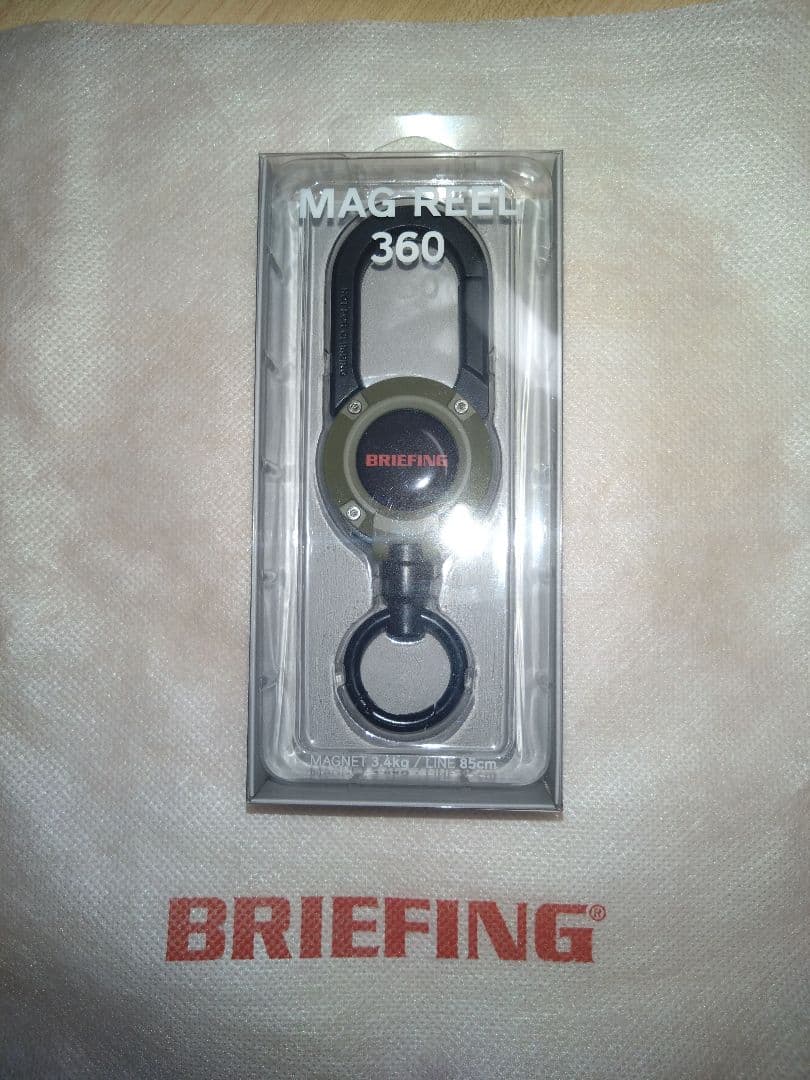 MAG REEL
360
BRIEFING
MAGNET 3.4kg / LINE 85cm
BRIEFING®